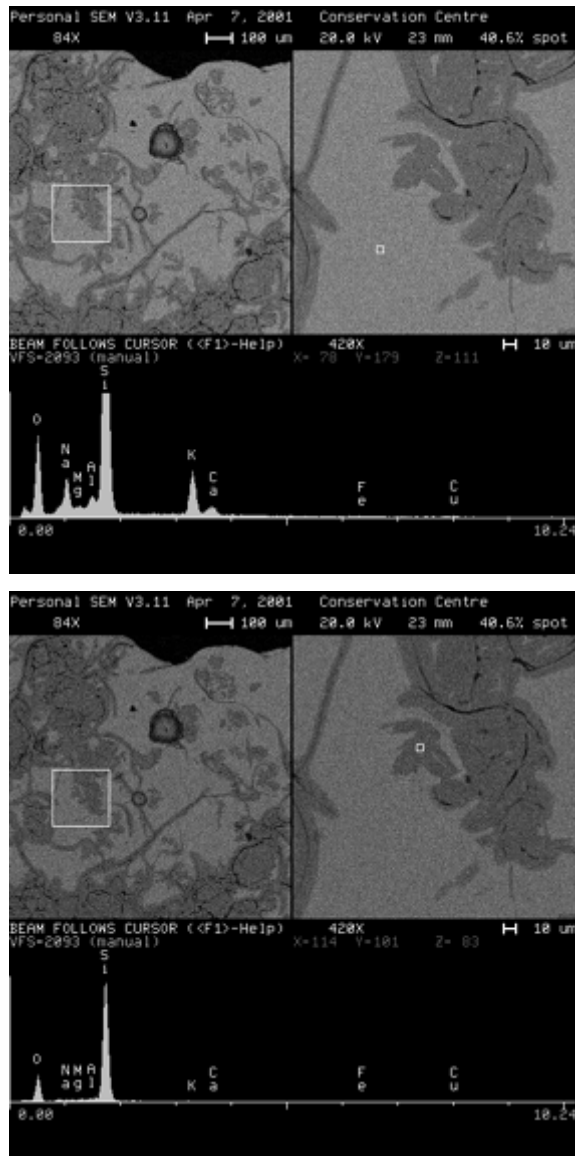 Personal SEM V3.11 Apr 7, 2001 Conservation Centre
84X 100 um 20.0 kV 23 mm 40.6% spot
BEAM FOLLOWS CURSOR (<F1>-Help) 420X 10 um
VFS=2093 (manual) X= 78 Y=179 Z=111
Si
O Na Mg Al K Ca Fe Cu
0.00 10.24
Personal SEM V3.11 Apr 7, 2001 Conservation Centre
84X 100 um 20.0 kV 23 mm 40.6% spot
BEAM FOLLOWS CURSOR (<F1>-Help) 420X 10 um
VFS=2093 (manual) X=114 Y=101 Z= 83
Si
O Na Mg Al K Ca Fe Cu
0.00 10.24